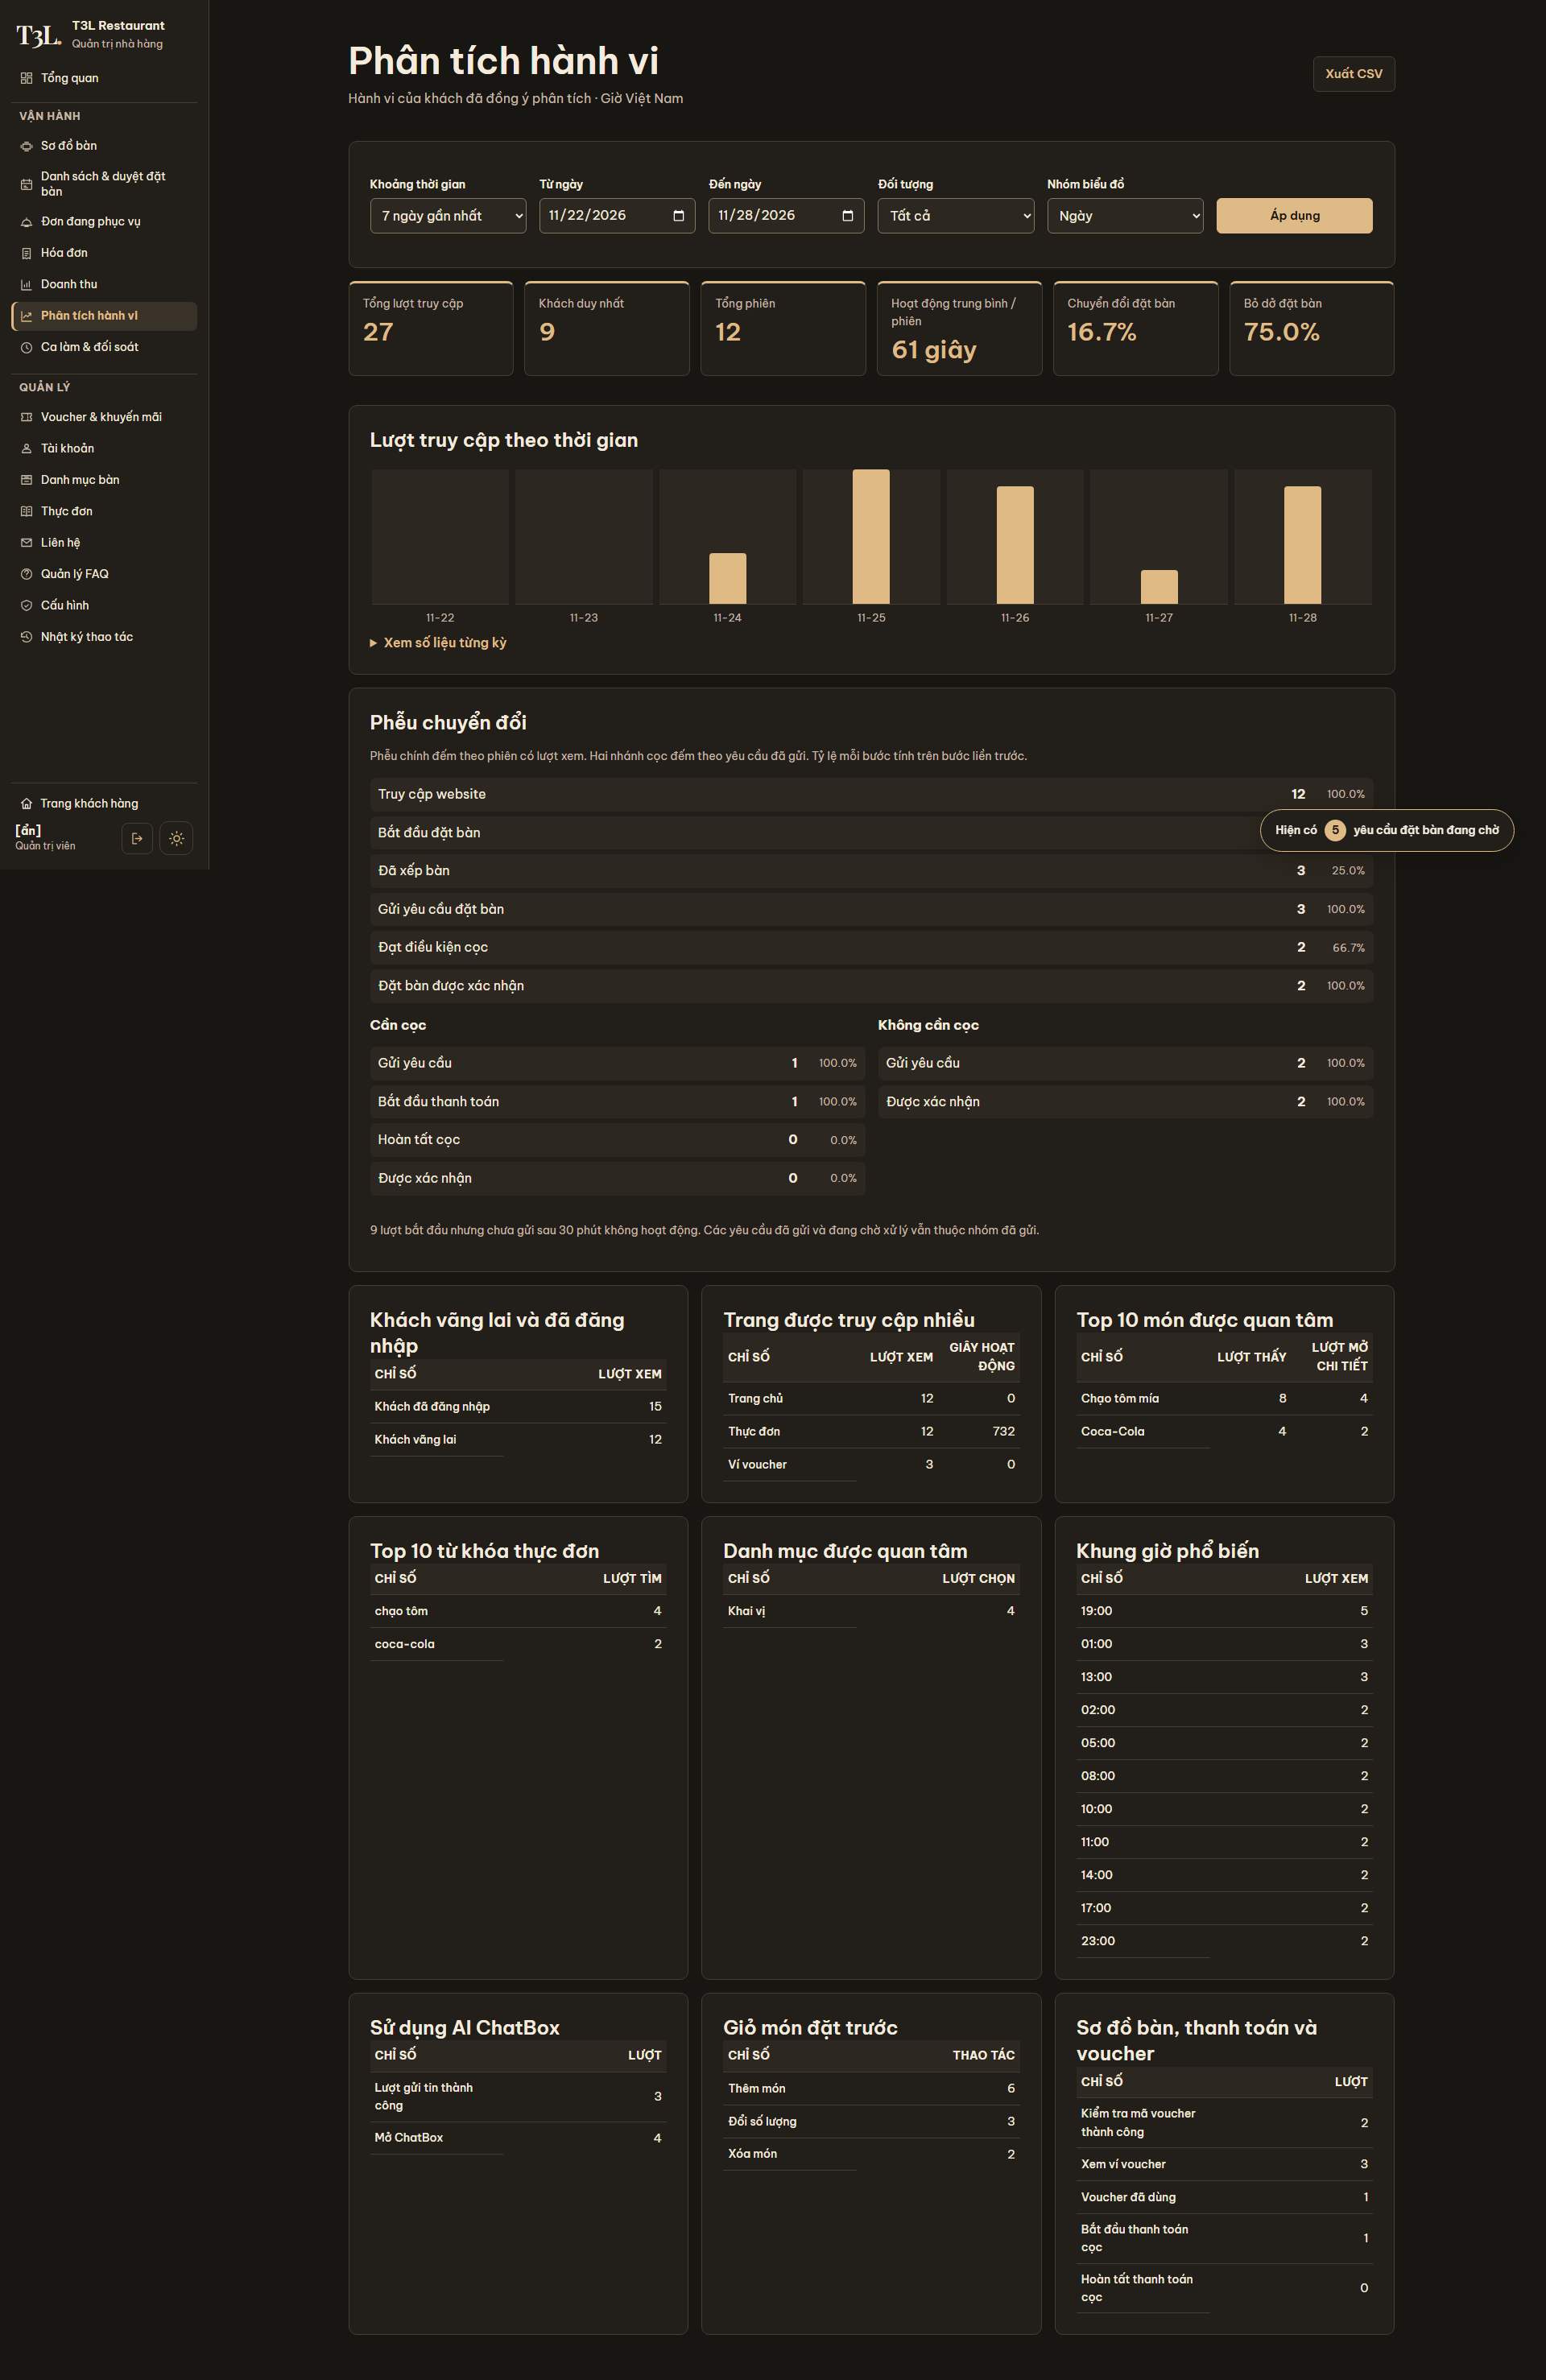 T3L
T3L Restaurant
Quản trị nhà hàng
Tổng quan
VẬN HÀNH
Sơ đồ bàn
Danh sách & duyệt đặt
bàn
Đơn đang phục vụ
Hóa đơn
Doanh thu
Phân tích hành vi
Ca làm & đối soát
QUẢN LÝ
Voucher & khuyến mãi
Tài khoản
Danh mục bàn
Thực đơn
Liên hệ
Quản lý FAQ
Cấu hình
Nhật ký thao tác
Trang khách hàng
[ẩn]
Quản trị viên
Phân tích hành vi
Hành vi của khách đã đồng ý phân tích · Giờ Việt Nam
Xuất CSV
Khoảng thời gian Từ ngày Đến ngày Đối tượng Nhóm biểu đồ
7 ngày gần nhất 11/22/2026 11/28/2026 Tất cả Ngày Áp dụng
Tổng lượt truy cập
27
Khách duy nhất
9
Tổng phiên
12
Hoạt động trung bình /
phiên
61 giây
Chuyển đổi đặt bàn
16.7%
Bỏ dở đặt bàn
75.0%
Lượt truy cập theo thời gian
11-22 11-23 11-24 11-25 11-26 11-27 11-28
Xem số liệu từng kỳ
Phễu chuyển đổi
Phễu chính đếm theo phiên có lượt xem. Hai nhánh cọc đếm theo yêu cầu đã gửi. Tỷ lệ mỗi bước tính trên bước liền trước.
Truy cập website 12 100.0%
Bắt đầu đặt bàn
Hiện có 5 yêu cầu đặt bàn đang chờ
Đã xếp bàn 3 25.0%
Gửi yêu cầu đặt bàn 3 100.0%
Đạt điều kiện cọc 2 66.7%
Đặt bàn được xác nhận 2 100.0%
Cần cọc
Gửi yêu cầu 1 100.0%
Bắt đầu thanh toán 1 100.0%
Hoàn tất cọc 0 0.0%
Được xác nhận 0 0.0%
Không cần cọc
Gửi yêu cầu 2 100.0%
Được xác nhận 2 100.0%
9 lượt bắt đầu nhưng chưa gửi sau 30 phút không hoạt động. Các yêu cầu đã gửi và đang chờ xử lý vẫn thuộc nhóm đã gửi.
Khách vãng lai và đã đăng
nhập
CHỈ SỐ LƯỢT XEM
Khách đã đăng nhập 15
Khách vãng lai 12
Trang được truy cập nhiều
CHỈ SỐ LƯỢT XEM GIÂY HOẠT
ĐỘNG
Trang chủ 12 0
Thực đơn 12 732
Ví voucher 3 0
Top 10 món được quan tâm
CHỈ SỐ LƯỢT THẤY LƯỢT MỞ
CHI TIẾT
Chạo tôm mía 8 4
Coca-Cola 4 2
Top 10 từ khóa thực đơn
CHỈ SỐ LƯỢT TÌM
chạo tôm 4
coca-cola 2
Danh mục được quan tâm
CHỈ SỐ LƯỢT CHỌN
Khai vị 4
Khung giờ phổ biến
CHỈ SỐ LƯỢT XEM
19:00 5
01:00 3
13:00 3
02:00 2
05:00 2
08:00 2
10:00 2
11:00 2
14:00 2
17:00 2
23:00 2
Sử dụng AI ChatBox
CHỈ SỐ LƯỢT
Lượt gửi tin thành
công 3
Mở ChatBox 4
Giỏ món đặt trước
CHỈ SỐ THAO TÁC
Thêm món 6
Đổi số lượng 3
Xóa món 2
Sơ đồ bàn, thanh toán và
voucher
CHỈ SỐ LƯỢT
Kiểm tra mã voucher
thành công 2
Xem ví voucher 3
Voucher đã dùng 1
Bắt đầu thanh toán
cọc 1
Hoàn tất thanh toán
cọc 0